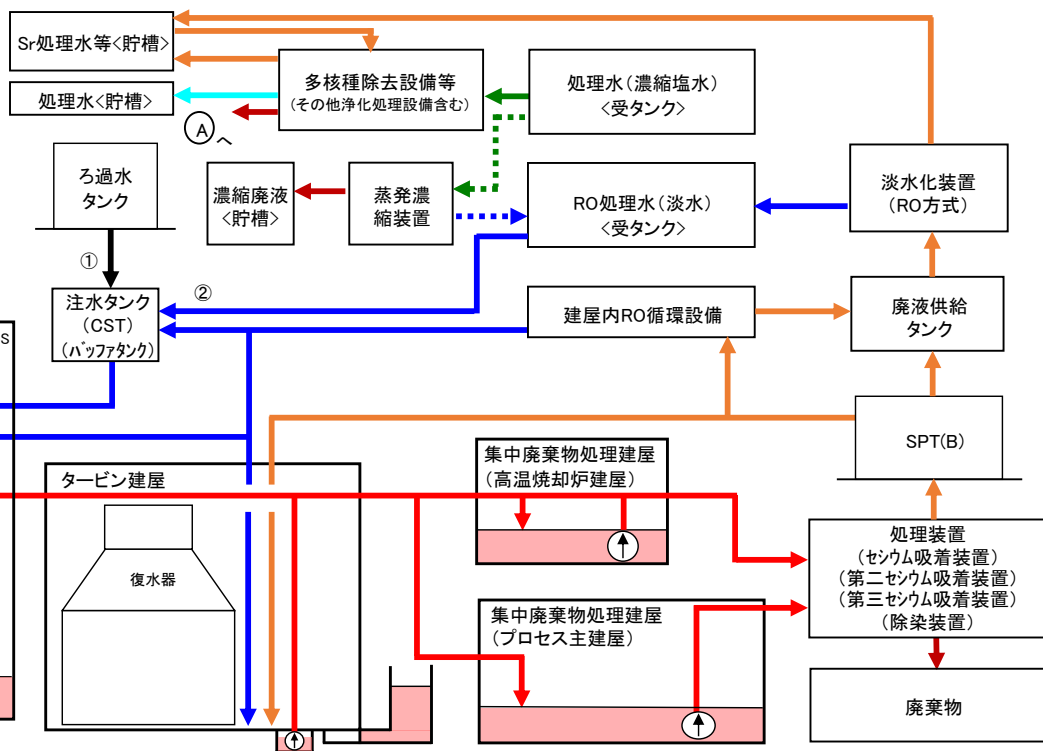 Sr処理水等<貯槽>
処理水<貯槽>
多核種除去設備等
(その他浄化処理設備含む)
処理水(濃縮塩水)
<受タンク>
Aへ
ろ過水
タンク
濃縮廃液
<貯槽>
蒸発濃
縮装置
RO処理水(淡水)
<受タンク>
淡水化装置
(RO方式)
①
②
注水タンク
(CST)
(バッファタンク)
建屋内RO循環設備
廃液供給
タンク
S
SPT(B)
タービン建屋
復水器
集中廃棄物処理建屋
(高温焼却炉建屋)
集中廃棄物処理建屋
(プロセス主建屋)
処理装置
(セシウム吸着装置)
(第二セシウム吸着装置)
(第三セシウム吸着装置)
(除染装置)
廃棄物